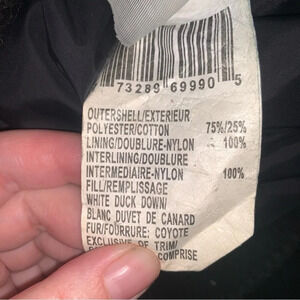 73289 69990 5
OUTERSHELL/EXTERIEUR
POLYESTER/COTTON 75%/25%
LINING/DOUBLURE-NYLON 100%
INTERLINING/DOUBLURE
INTERMEDIAIRE-NYLON 100%
FILL/REMPLISSAGE
WHITE DUCK DOWN/
BLANC DUVET DE CANARD
FUR/FOURRURE: COYOTE
EXCLUSIVE OF TRIM/
COMPRISE